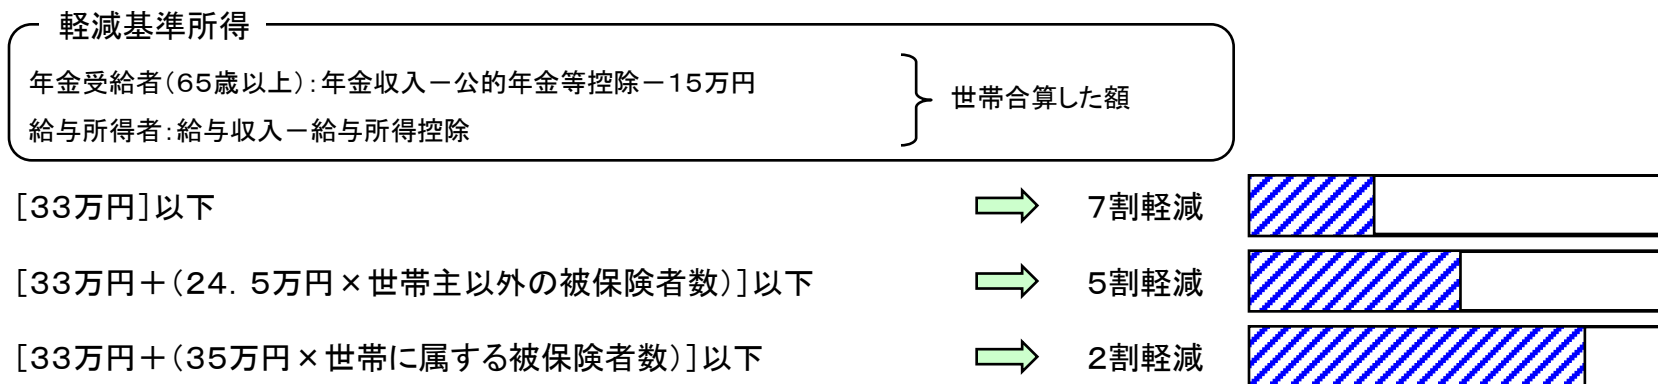 軽減基準所得
年金受給者(65歳以上):年金収入－公的年金等控除－15万円
給与所得者:給与収入－給与所得控除
世帯合算した額
[33万円]以下 7割軽減
[33万円＋(24．5万円×世帯主以外の被保険者数)]以下 5割軽減
[33万円＋(35万円×世帯に属する被保険者数)]以下 2割軽減